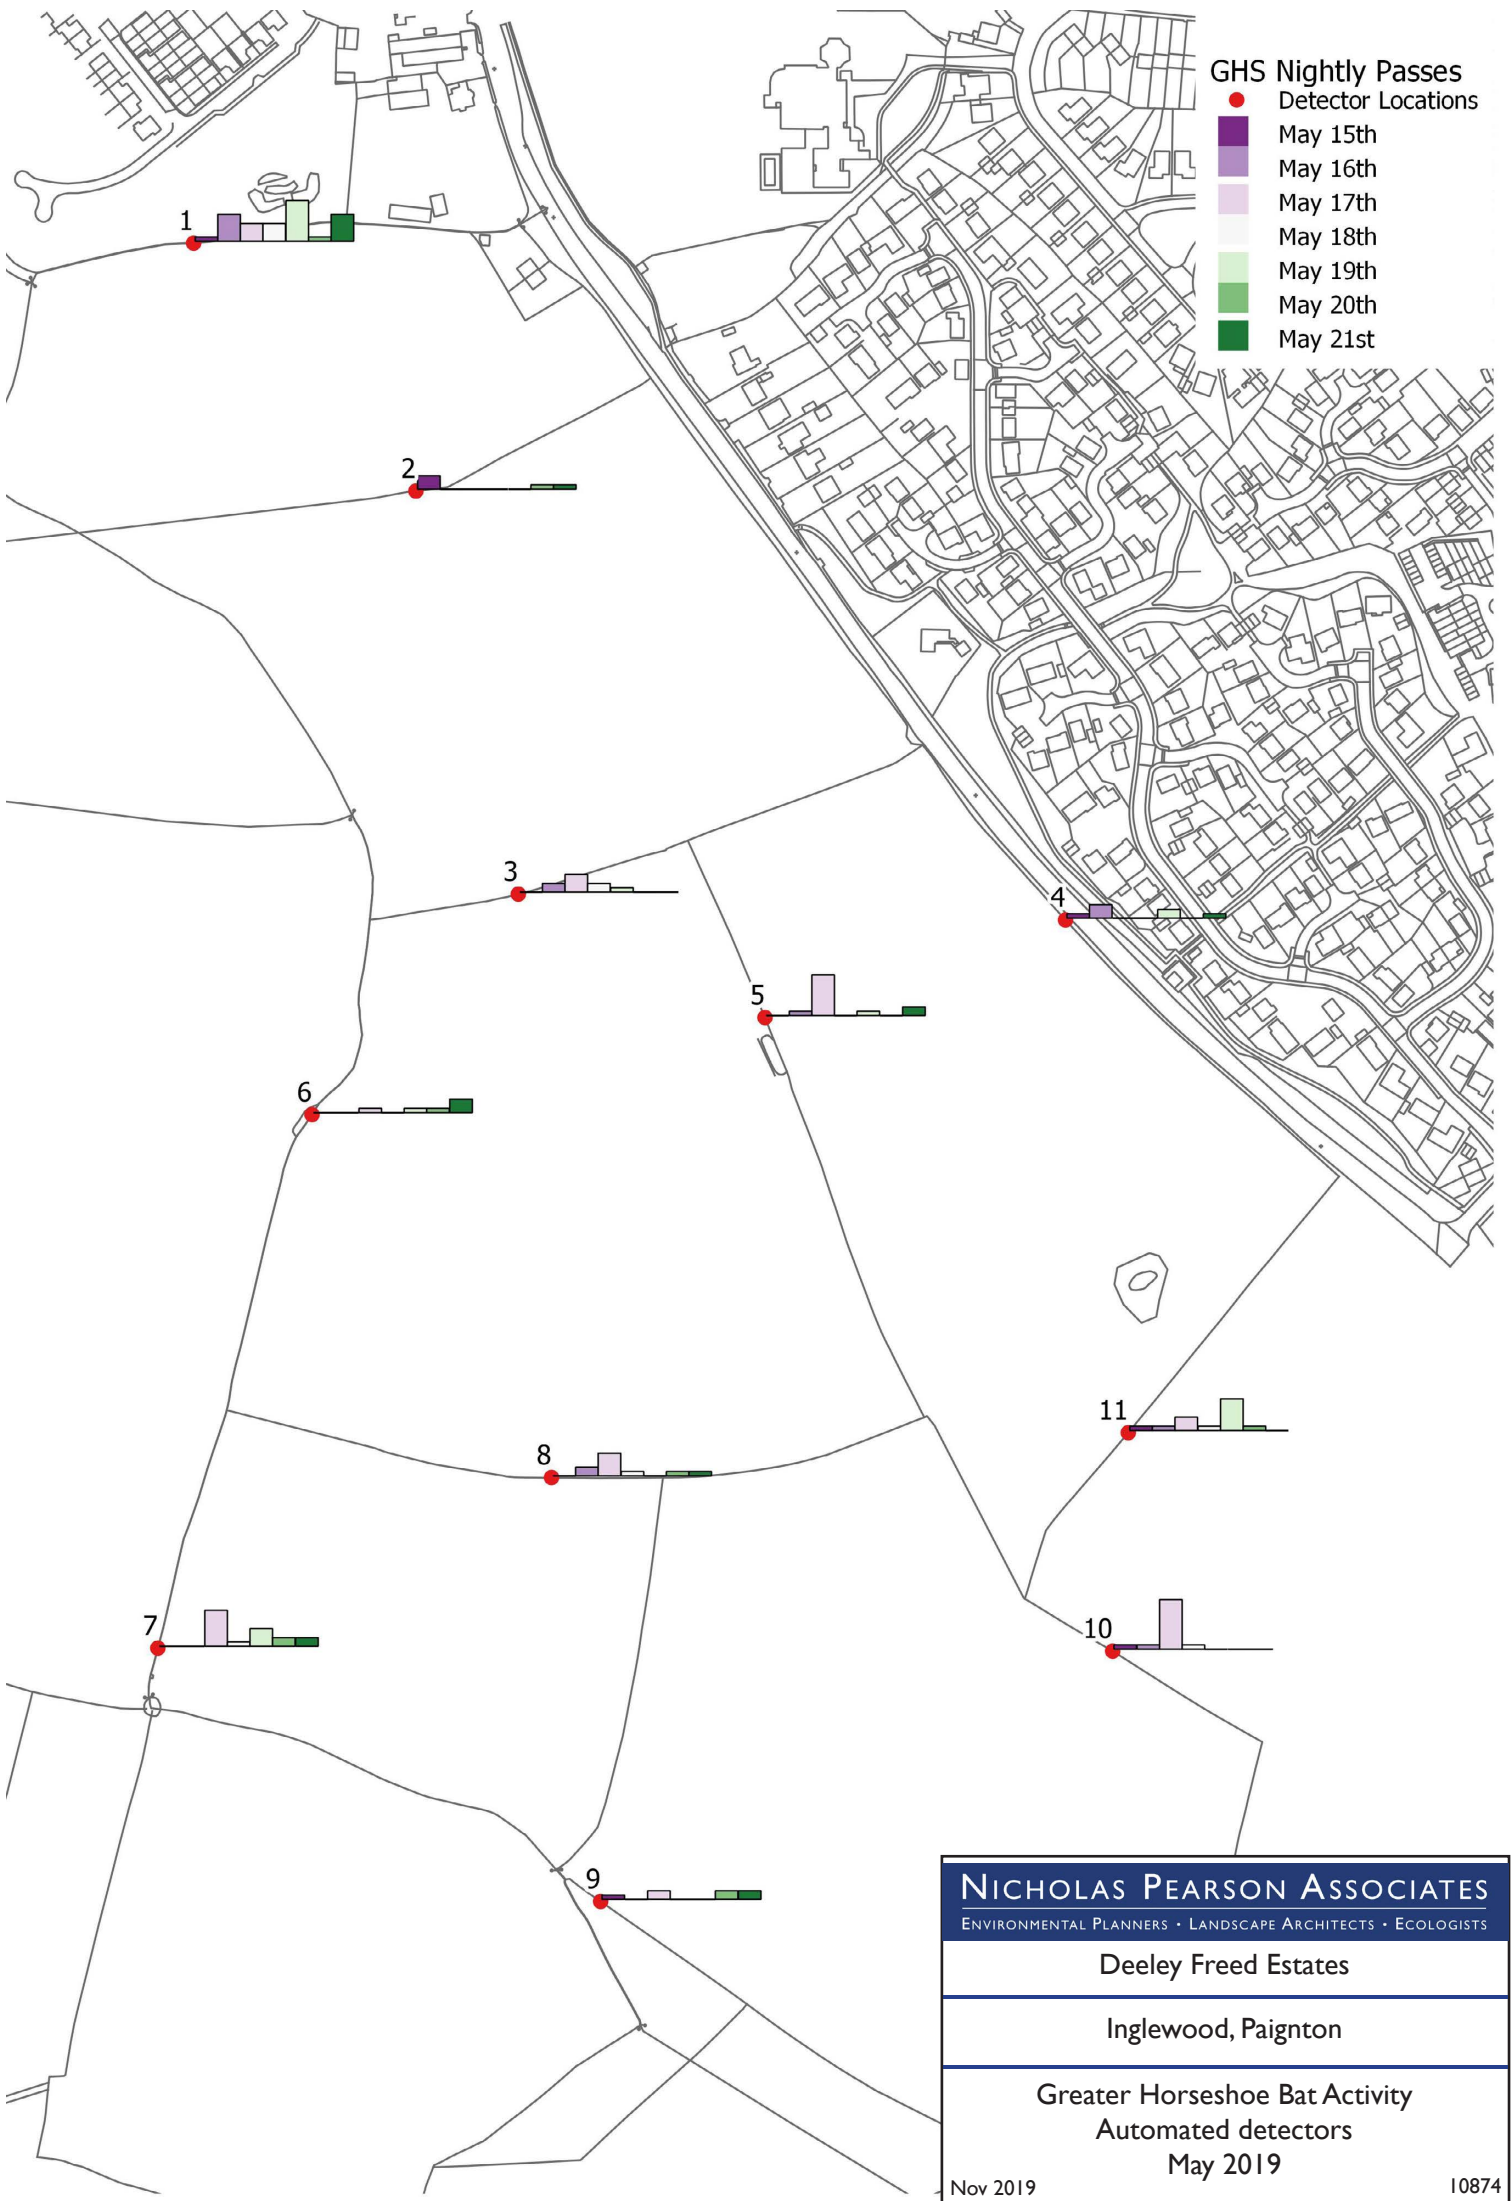 GHS Nightly Passes
Detector Locations
May 15th
May 16th
May 17th
May 18th
May 19th
May 20th
May 21st
1
2
3
4
5
6
7
8
9
10
11
NICHOLAS PEARSON ASSOCIATES
ENVIRONMENTAL PLANNERS • LANDSCAPE ARCHITECTS • ECOLOGISTS
Deeley Freed Estates
Inglewood, Paignton
Greater Horseshoe Bat Activity
Automated detectors
May 2019
Nov 2019
10874